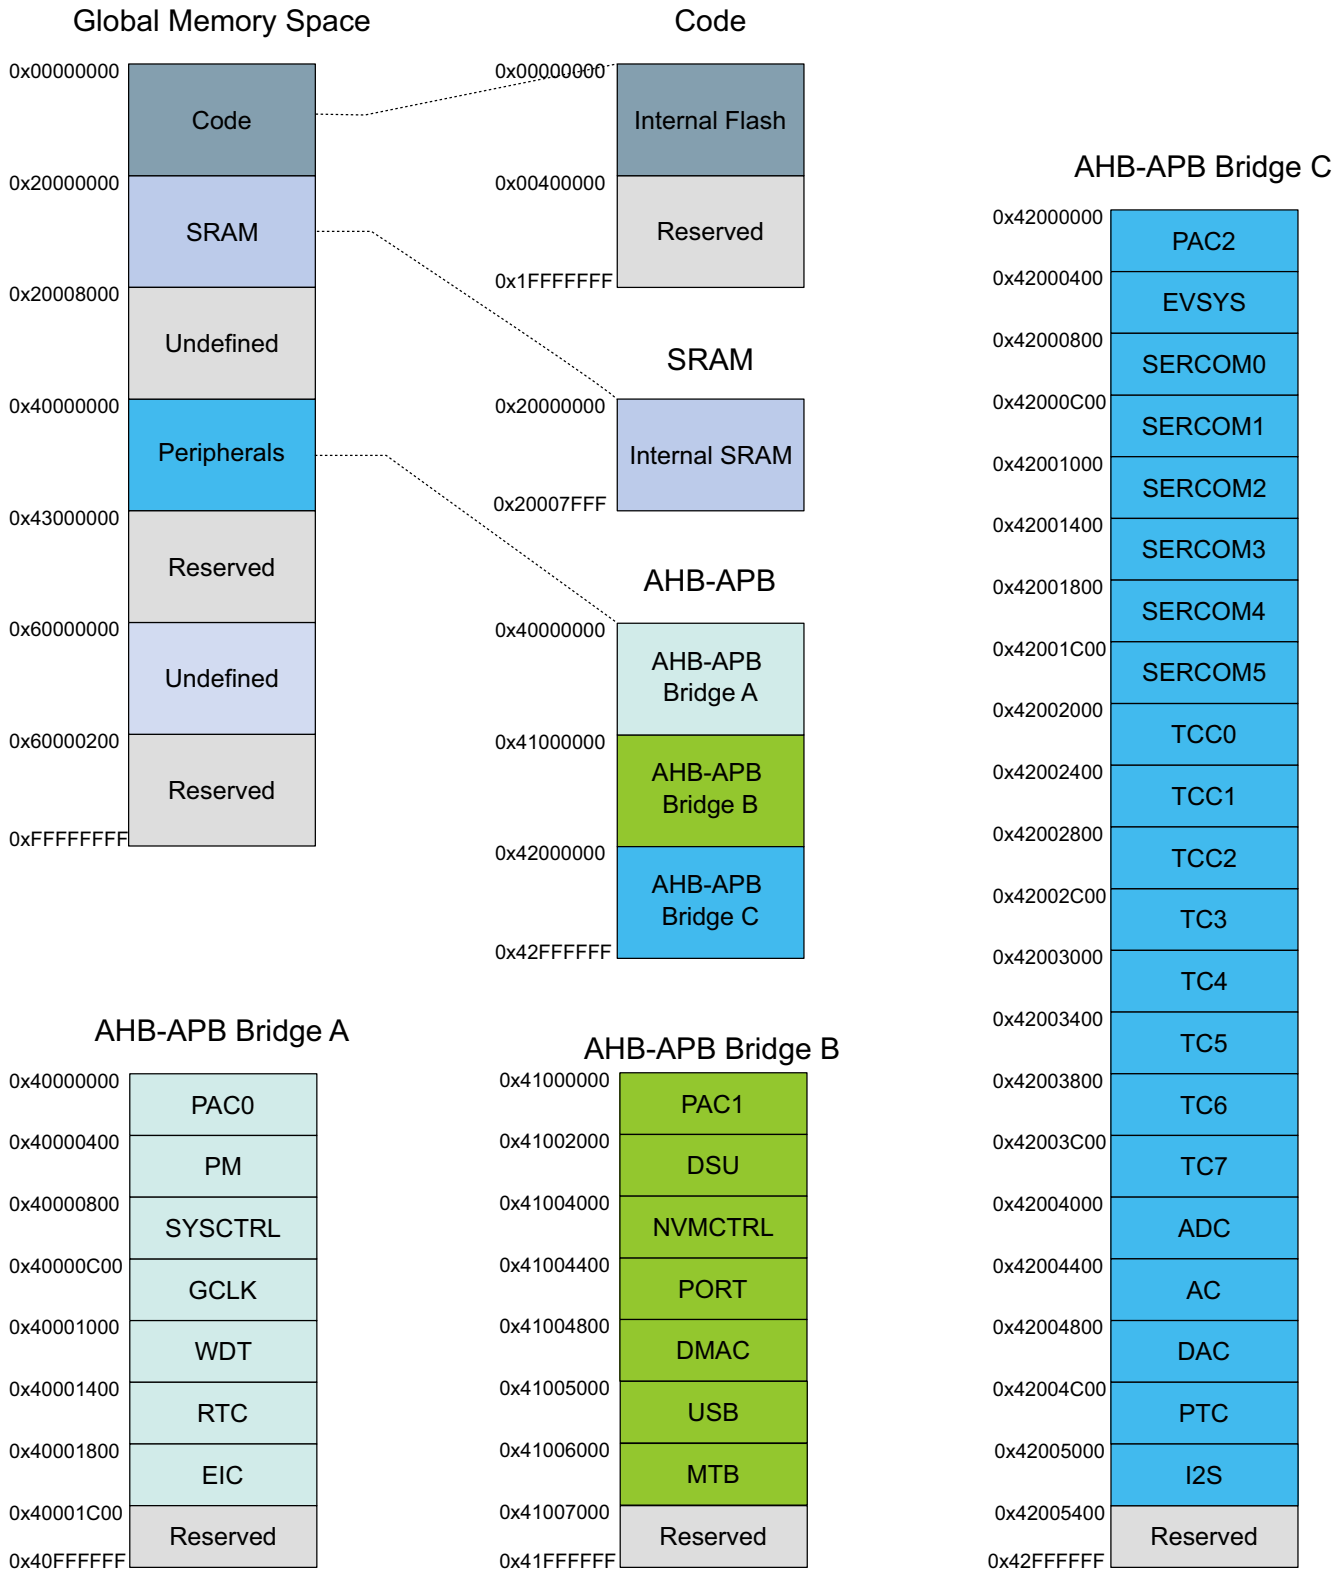 Global Memory Space
0x00000000
Code
0x20000000
SRAM
0x20008000
Undefined
0x40000000
Peripherals
0x43000000
Reserved
0x60000000
Undefined
0x60000200
Reserved
0xFFFFFFFF
Code
0x00000000
Internal Flash
0x00400000
Reserved
0x1FFFFFFF
SRAM
0x20000000
Internal SRAM
0x20007FFF
AHB-APB
0x40000000
AHB-APB
Bridge A
0x41000000
AHB-APB
Bridge B
0x42000000
AHB-APB
Bridge C
0x42FFFFFF
AHB-APB Bridge A
0x40000000
PAC0
0x40000400
PM
0x40000800
SYSCTRL
0x40000C00
GCLK
0x40001000
WDT
0x40001400
RTC
0x40001800
EIC
0x40001C00
Reserved
0x40FFFFFF
AHB-APB Bridge B
0x41000000
PAC1
0x41002000
DSU
0x41004000
NVMCTRL
0x41004400
PORT
0x41004800
DMAC
0x41005000
USB
0x41006000
MTB
0x41007000
Reserved
0x41FFFFFF
AHB-APB Bridge C
0x42000000
PAC2
0x42000400
EVSYS
0x42000800
SERCOM0
0x42000C00
SERCOM1
0x42001000
SERCOM2
0x42001400
SERCOM3
0x42001800
SERCOM4
0x42001C00
SERCOM5
0x42002000
TCC0
0x42002400
TCC1
0x42002800
TCC2
0x42002C00
TC3
0x42003000
TC4
0x42003400
TC5
0x42003800
TC6
0x42003C00
TC7
0x42004000
ADC
0x42004400
AC
0x42004800
DAC
0x42004C00
PTC
0x42005000
I2S
0x42005400
Reserved
0x42FFFFFF